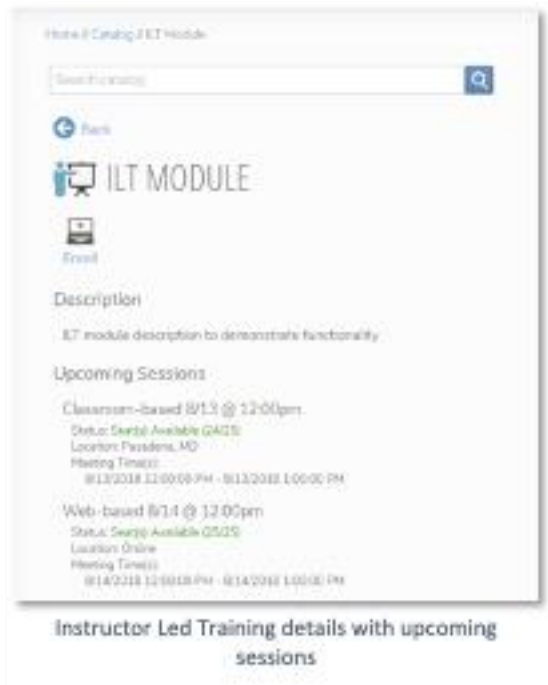 Home // Catalog // ILT Module
Search catalog
Back
ILT MODULE
Enroll
Description
ILT module description to demonstrate functionality
Upcoming Sessions
Classroom-based 8/13 @ 12:00pm
Status: Seat(s) Available (24/25)
Location: Pasadena, MD
Meeting Time(s):
8/13/2018 12:00:00 PM - 8/13/2018 1:00:00 PM
Web-based 8/14 @ 12:00pm
Status: Seat(s) Available (25/25)
Location: Online
Meeting Time(s):
8/14/2018 12:00:00 PM - 8/14/2018 1:00:00 PM
Instructor Led Training details with upcoming
sessions